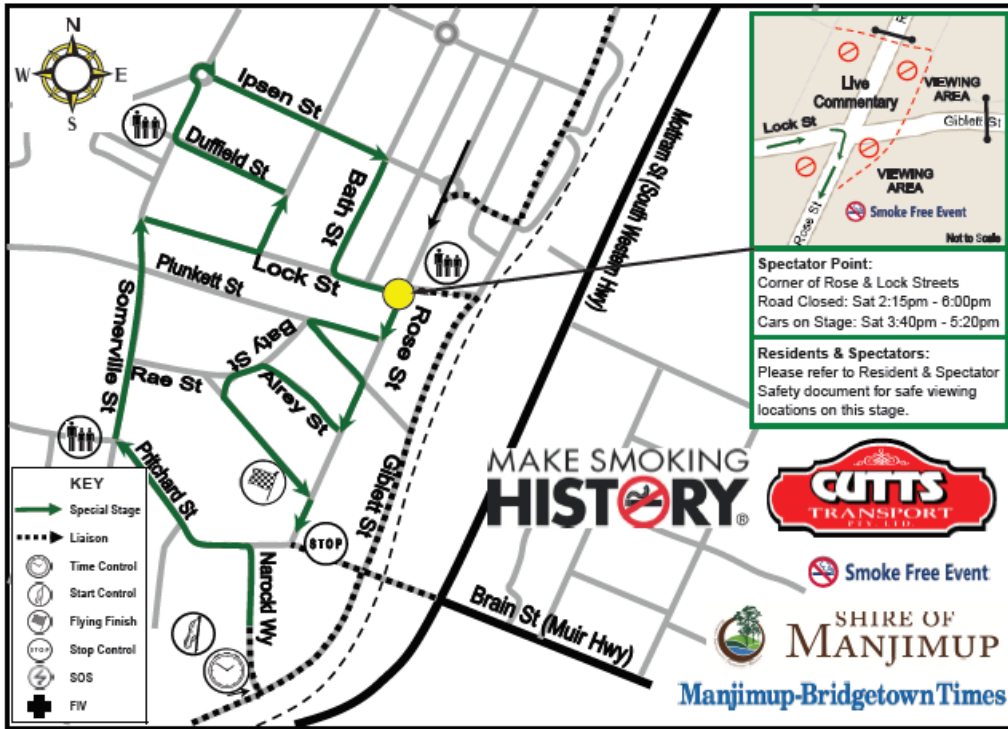 N
W
E
S
Ipsen St
Duffield St
Bath St
Lock St
Plunkett St
Somerville St
Baty St
Rae St
Alrey St
Rose St
Pritchard St
Narocki Wy
Giblett St
Mottram St (South Western Hwy)
Brain St (Muir Hwy)
STOP
KEY
Special Stage
Liaison
Time Control
Start Control
Flying Finish
STOP
Stop Control
SOS
FIV
R
Live
Commentary
VIEWING
AREA
Lock St
Giblett St
VIEWING
AREA
Rose St
Smoke Free Event
Not to Scale
Spectator Point:
Corner of Rose & Lock Streets
Road Closed: Sat 2:15pm - 6:00pm
Cars on Stage: Sat 3:40pm - 5:20pm
Residents & Spectators:
Please refer to Resident & Spectator
Safety document for safe viewing
locations on this stage.
MAKE SMOKING
HISTORY®
CUTTS
TRANSPORT
PTY. LTD.
Smoke Free Event
SHIRE OF
MANJIMUP
Manjimup-Bridgetown Times